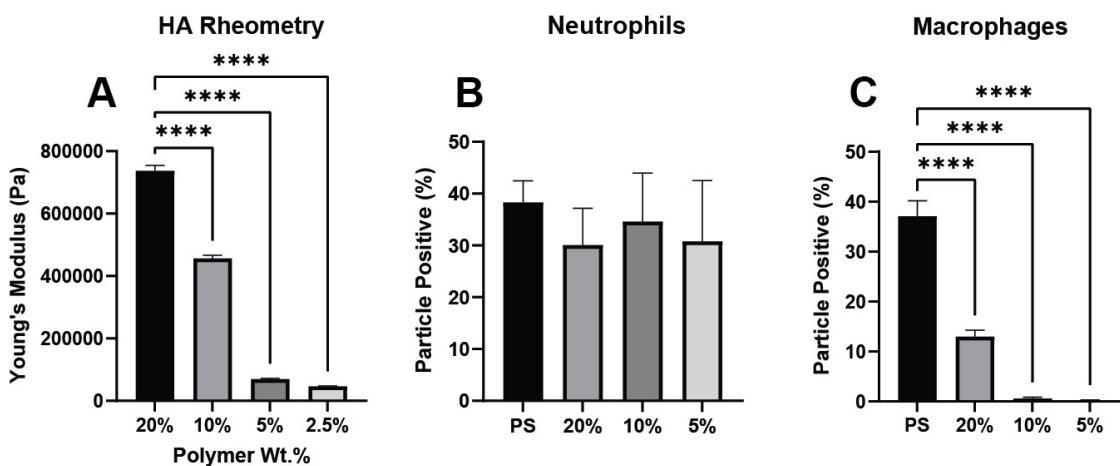 HA Rheometry
Neutrophils
Macrophages
A
****
****
****
Young's Modulus (Pa)
800000
600000
400000
200000
0
20% 10% 5% 2.5%
Polymer Wt.%
B
Particle Positive (%)
50
40
30
20
10
0
PS 20% 10% 5%
C
****
****
****
Particle Positive (%)
50
40
30
20
10
0
PS 20% 10% 5%